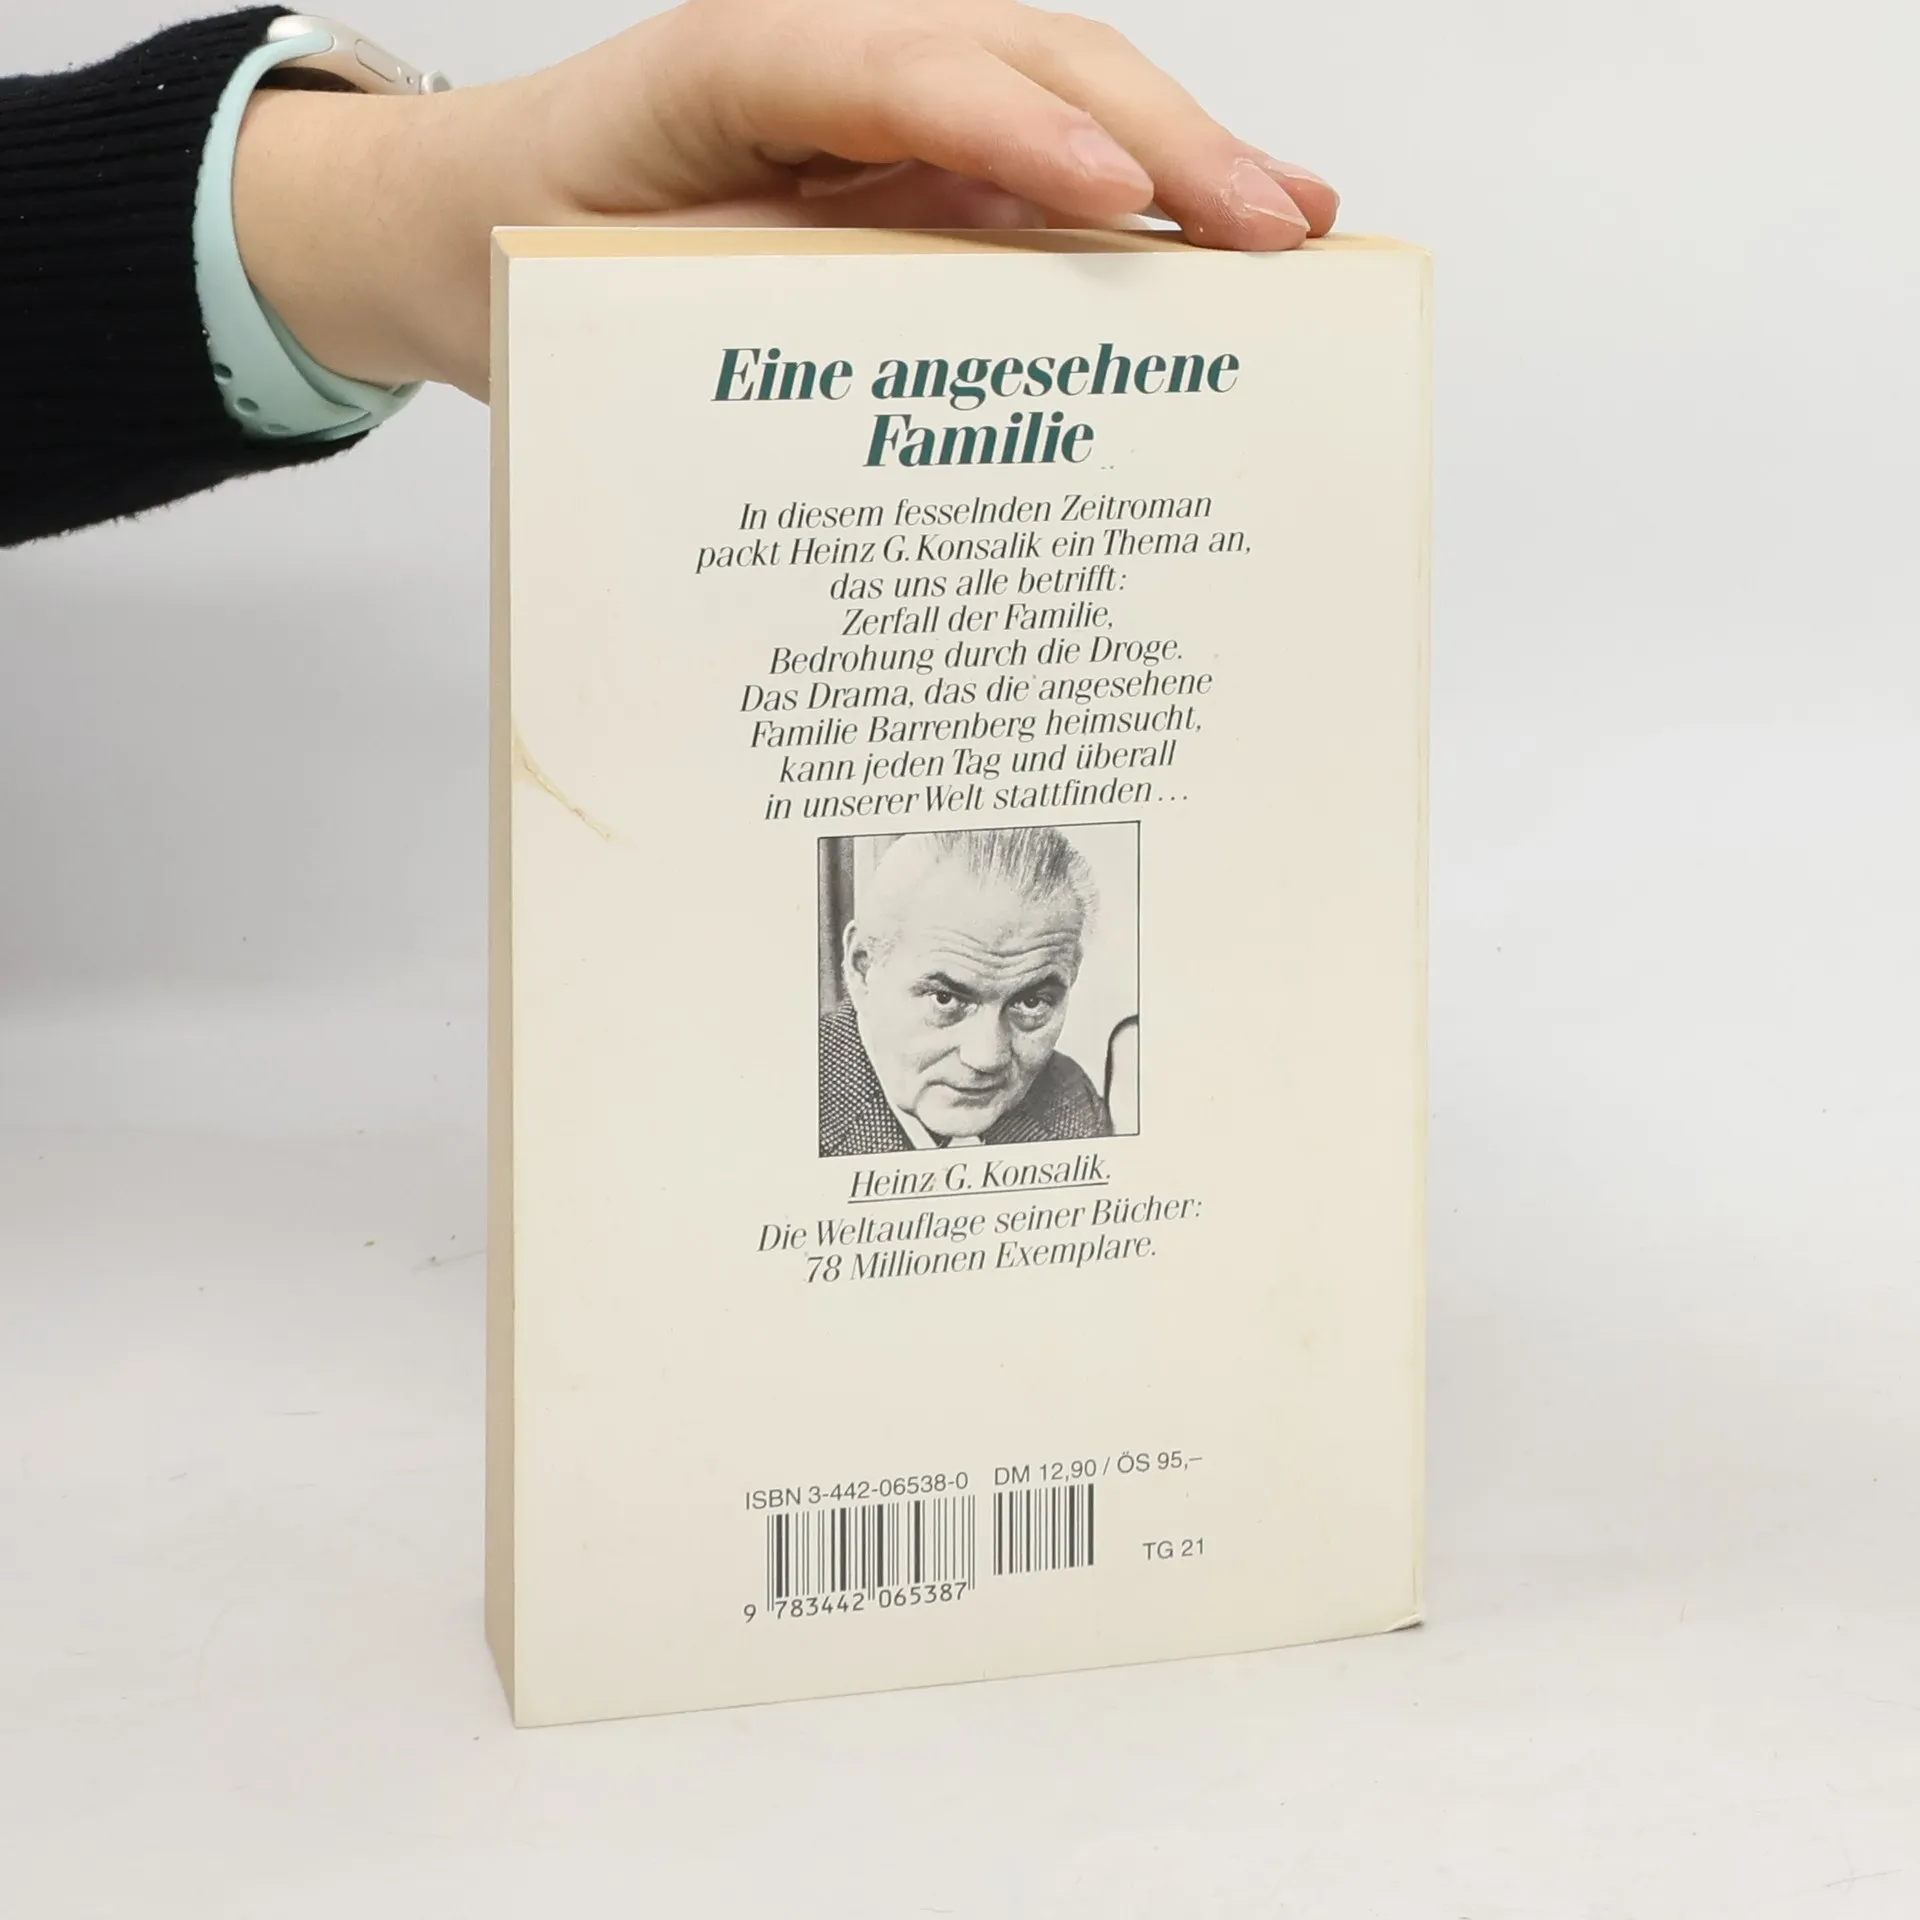 Eine angesehene
Familie
In diesem fesselnden Zeitroman
packt Heinz G. Konsalik ein Thema an,
das uns alle betrifft:
Zerfall der Familie,
Bedrohung durch die Droge.
Das Drama, das die angesehene
Familie Barrenberg heimsucht,
kann jeden Tag und überall
in unserer Welt stattfinden...
Heinz G. Konsalik.
Die Weltauflage seiner Bücher:
78 Millionen Exemplare.
ISBN 3-442-06538-0 DM 12,90 / ÖS 95,–
TG 21
9 783442 065387